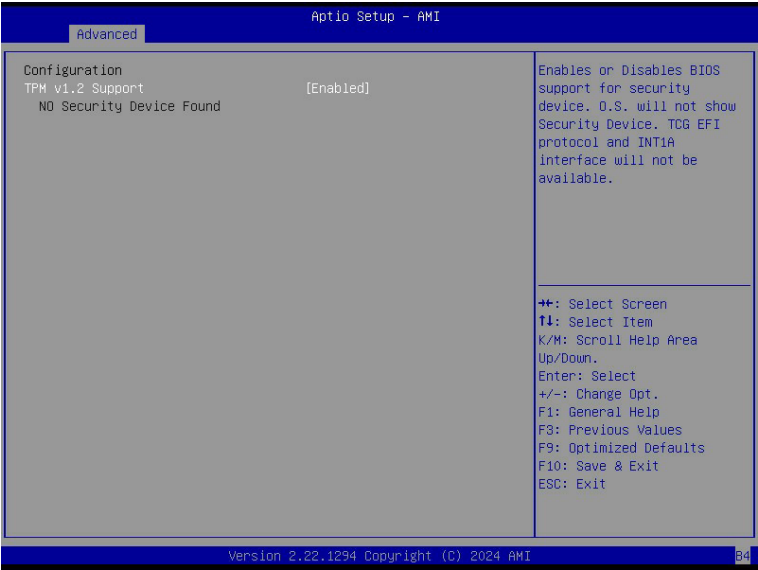 Aptio Setup – AMI
Advanced
Configuration
TPM v1.2 Support [Enabled]
NO Security Device Found
Enables or Disables BIOS
support for security
device. O.S. will not show
Security Device. TCG EFI
protocol and INT1A
interface will not be
available.
→←: Select Screen
↑↓: Select Item
K/M: Scroll Help Area
Up/Down.
Enter: Select
+/-: Change Opt.
F1: General Help
F3: Previous Values
F9: Optimized Defaults
F10: Save & Exit
ESC: Exit
Version 2.22.1294 Copyright (C) 2024 AMI
B4